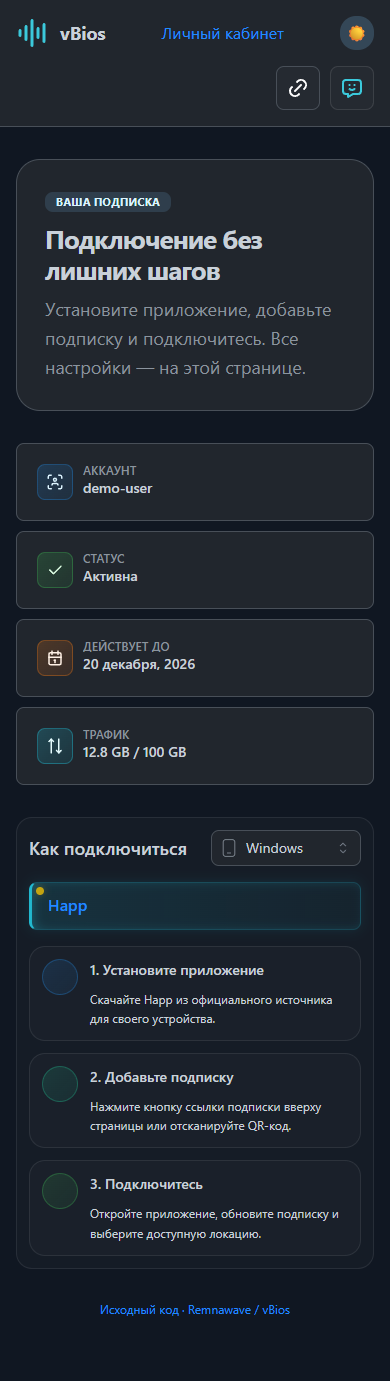 vBios
Личный кабинет
ВАША ПОДПИСКА
Подключение без
лишних шагов
Установите приложение, добавьте
подписку и подключитесь. Все
настройки — на этой странице.
АККАУНТ
demo-user
СТАТУС
Активна
ДЕЙСТВУЕТ ДО
20 декабря, 2026
ТРАФИК
12.8 GB / 100 GB
Как подключиться
Windows
Happ
1. Установите приложение
Скачайте Happ из официального источника
для своего устройства.
2. Добавьте подписку
Нажмите кнопку ссылки подписки вверху
страницы или отсканируйте QR-код.
3. Подключитесь
Откройте приложение, обновите подписку и
выберите доступную локацию.
Исходный код · Remnawave / vBios